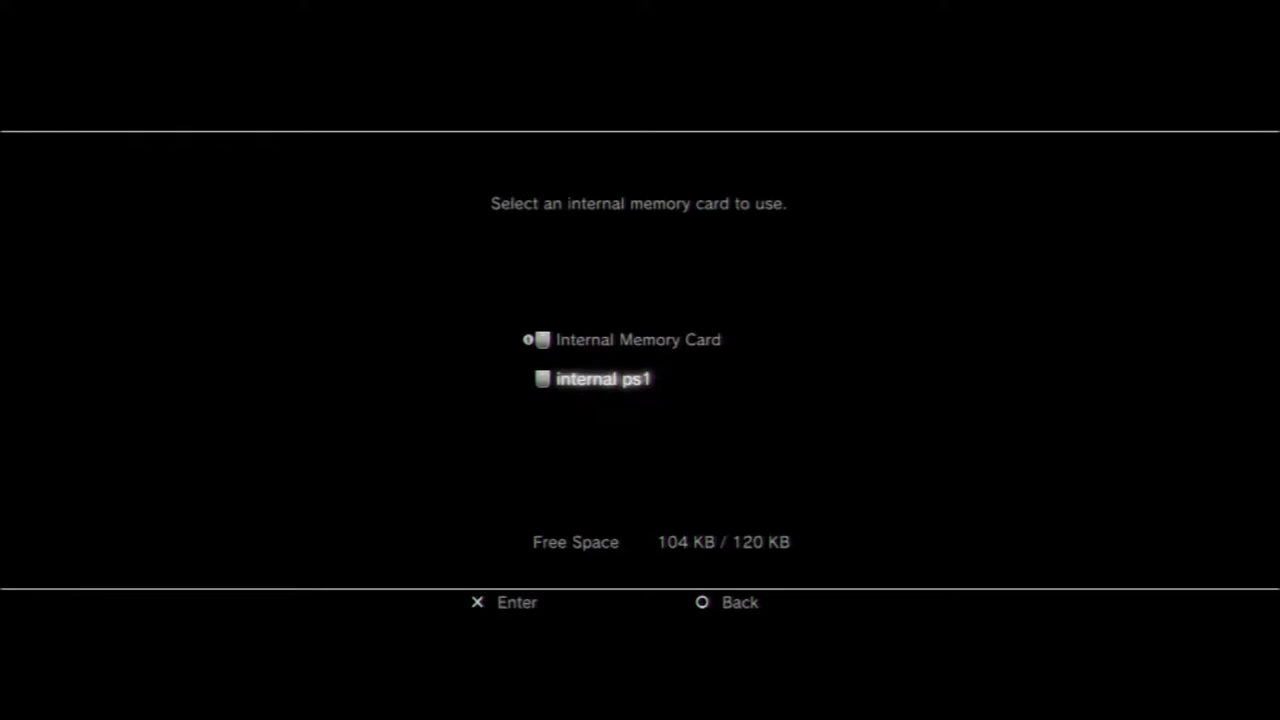 Select an internal memory card to use.
1 Internal Memory Card
internal ps1
Free Space 104 KB / 120 KB
X Enter O Back